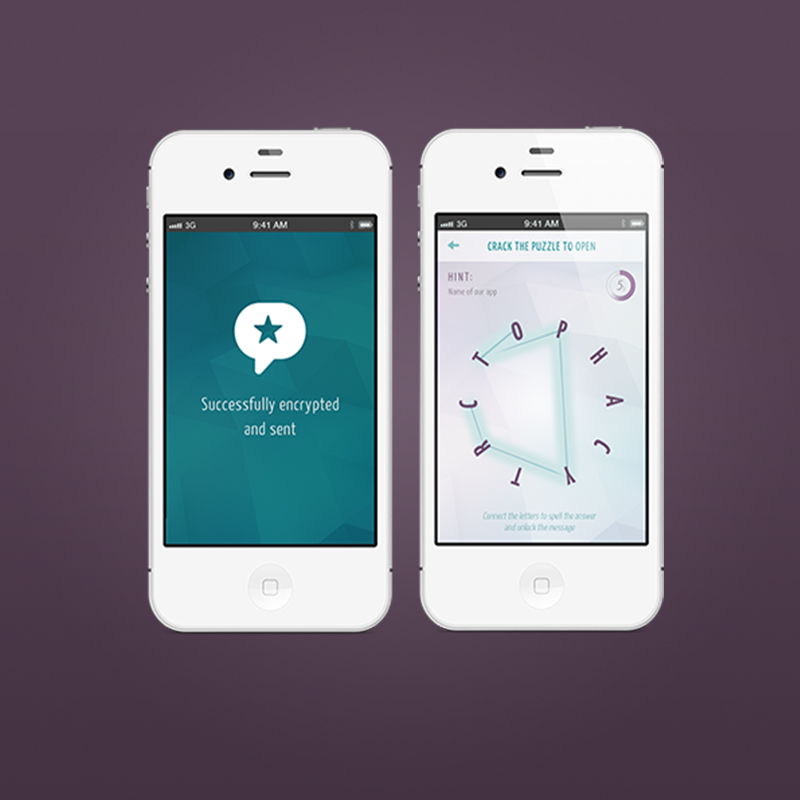 3G 9:41 AM
Successfully encrypted
and sent
3G 9:41 AM
CRACK THE PUZZLE TO OPEN
HINT:
Name of our app
5s
O P H A C Y T R C T
Connect the letters to spell the answer
and unlock the message